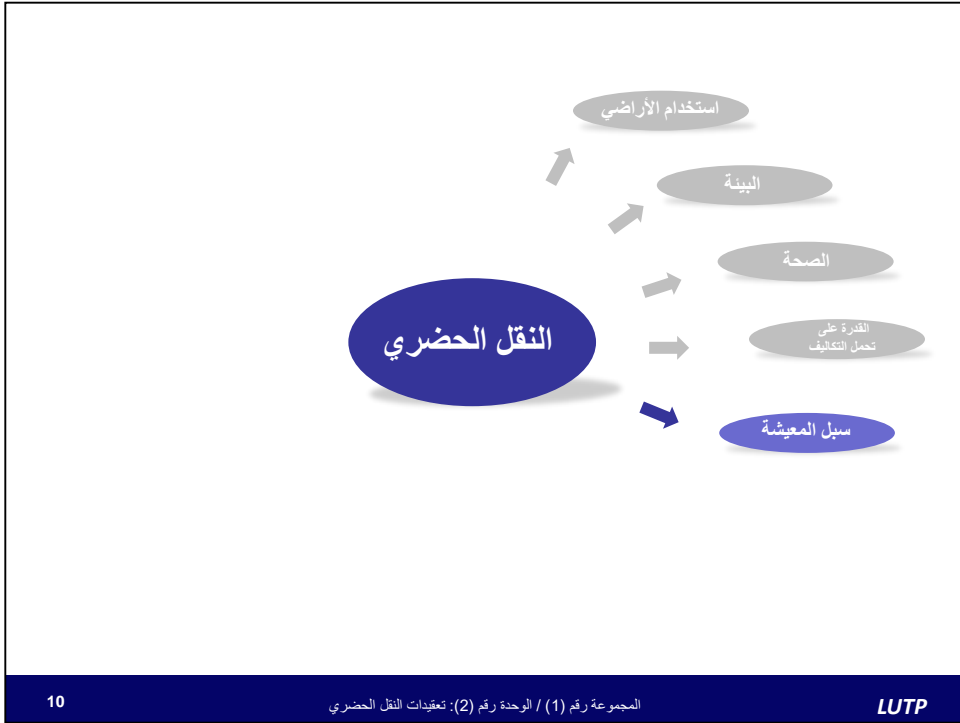 استخدام الأراضي
البيئة
الصحة
النقل الحضري
القدرة على
تحمل التكاليف
سبل المعيشة
10
المجموعة رقم (1) / الوحدة رقم (2): تعقيدات النقل الحضري
LUTP